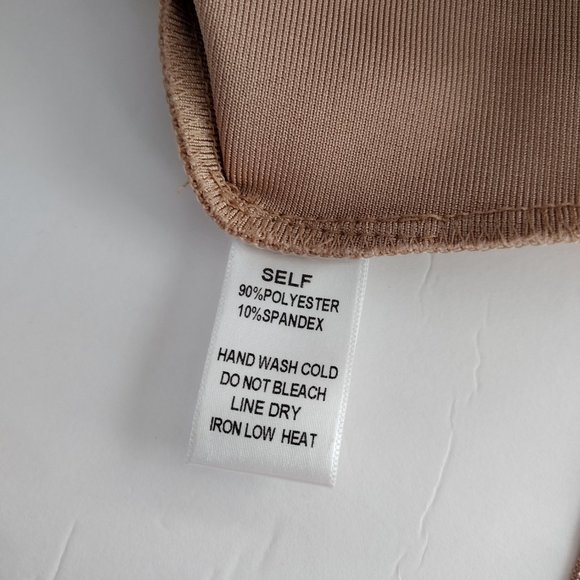 SELF
90%POLYESTER
10%SPANDEX
HAND WASH COLD
DO NOT BLEACH
LINE DRY
IRON LOW HEAT